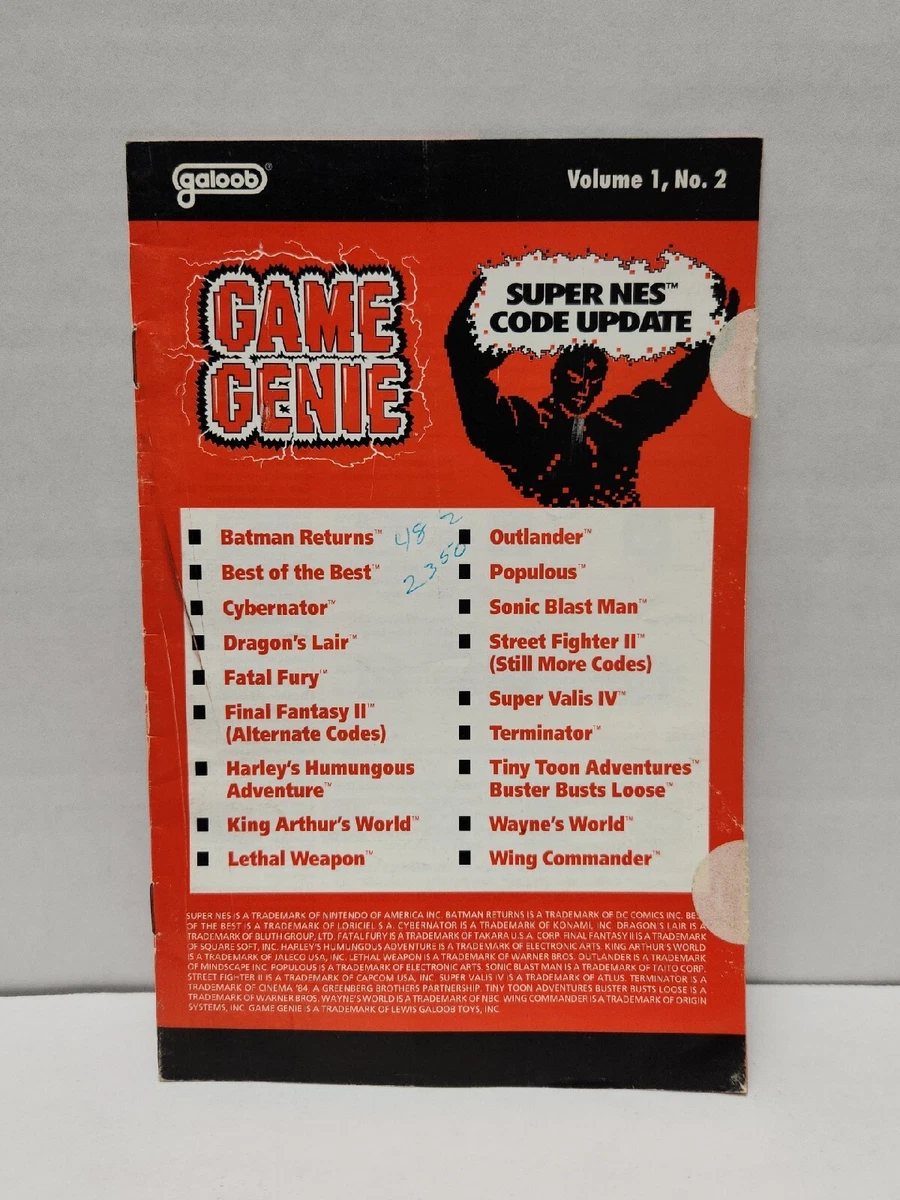 galoob®
Volume 1, No. 2
GAME
GENIE
SUPER NES™
CODE UPDATE
48 2
2350
■ Batman Returns™
■ Best of the Best™
■ Cybernator™
■ Dragon's Lair™
■ Fatal Fury™
■ Final Fantasy II™
(Alternate Codes)
■ Harley's Humungous
Adventure™
■ King Arthur's World™
■ Lethal Weapon™
■ Outlander™
■ Populous™
■ Sonic Blast Man™
■ Street Fighter II™
(Still More Codes)
■ Super Valis IV™
■ Terminator™
■ Tiny Toon Adventures™
Buster Busts Loose™
■ Wayne's World™
■ Wing Commander™
SUPER NES IS A TRADEMARK OF NINTENDO OF AMERICA INC. BATMAN RETURNS IS A TRADEMARK OF DC COMICS INC.
OF THE BEST IS A TRADEMARK OF LORICIEL S.A. CYBERNATOR IS A TRADEMARK OF KONAMI, INC. DRAGON'S LAIR IS A
TRADEMARK OF BLUTH GROUP, LTD. FATAL FURY IS A TRADEMARK OF TAKARA U.S.A. CORP. FINAL FANTASY II IS A TRADEMARK
OF SQUARE SOFT, INC. HARLEY'S HUMUNGOUS ADVENTURE IS A TRADEMARK OF ELECTRONIC ARTS. KING ARTHUR'S WORLD
IS A TRADEMARK OF JALECO USA, INC. LETHAL WEAPON IS A TRADEMARK OF WARNER BROS. OUTLANDER IS A TRADEMARK
OF MINDSCAPE INC. POPULOUS IS A TRADEMARK OF ELECTRONIC ARTS. SONIC BLAST MAN IS A TRADEMARK OF TAITO CORP.
STREET FIGHTER II IS A TRADEMARK OF CAPCOM USA, INC. SUPER VALIS IV IS A TRADEMARK OF ATLUS. TERMINATOR IS A
TRADEMARK OF CINEMA '84, A GREENBERG BROTHERS PARTNERSHIP. TINY TOON ADVENTURES BUSTER BUSTS LOOSE IS A
TRADEMARK OF WARNER BROS. WAYNE'S WORLD IS A TRADEMARK OF NBC. WING COMMANDER IS A TRADEMARK OF ORIGIN
SYSTEMS, INC. GAME GENIE IS A TRADEMARK OF LEWIS GALOOB TOYS, INC.